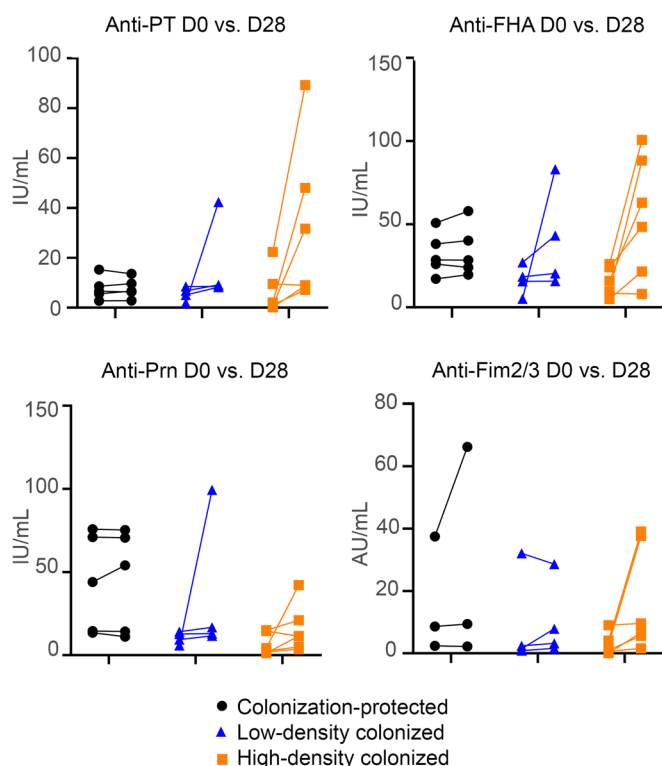 Anti-PT D0 vs. D28
Anti-FHA D0 vs. D28
100
80
60
40
20
0
IU/mL
150
100
50
0
IU/mL
Anti-Prn D0 vs. D28
Anti-Fim2/3 D0 vs. D28
150
100
50
0
IU/mL
80
60
40
20
0
AU/mL
Colonization-protected
Low-density colonized
High-density colonized